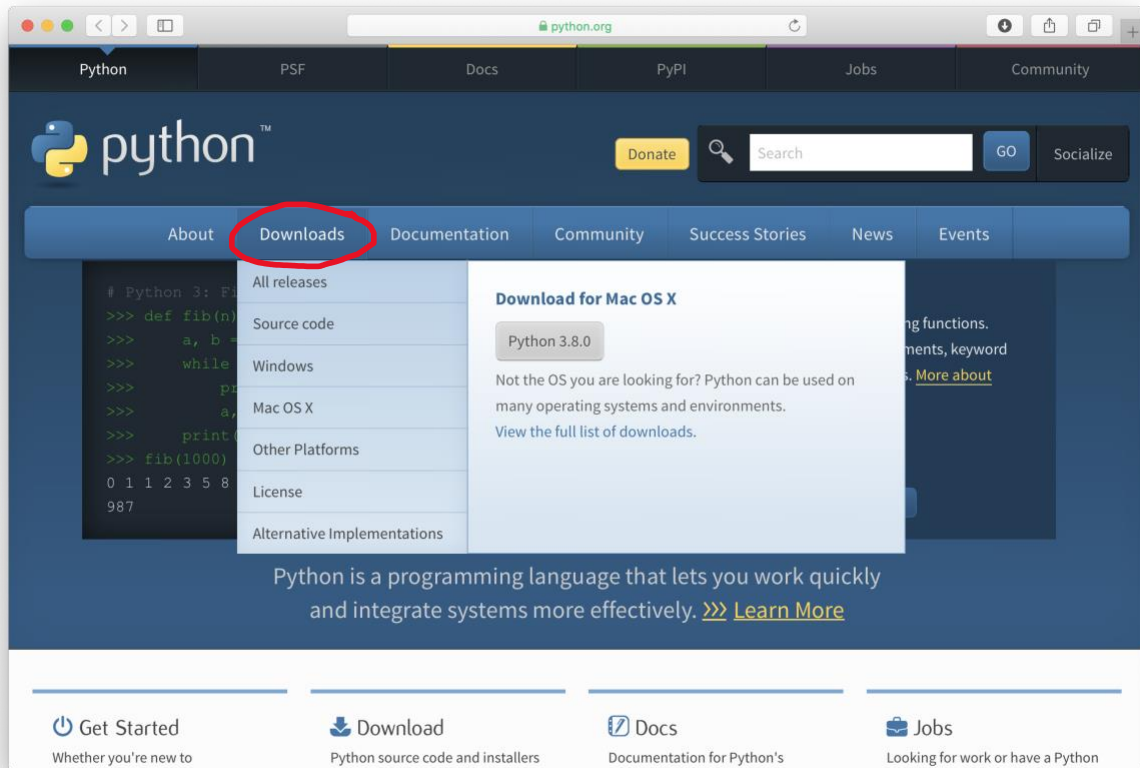 python.org
Python PSF Docs PyPI Jobs Community
python™
Donate Search GO Socialize
About Downloads Documentation Community Success Stories News Events
All releases
Source code
Windows
Mac OS X
Other Platforms
License
Alternative Implementations
Download for Mac OS X
Python 3.8.0
Not the OS you are looking for? Python can be used on
many operating systems and environments.
View the full list of downloads.
# Python 3: Fi
>>> def fib(n)
>>> a, b =
>>> while
>>> pr
>>> a,
>>> print(
>>> fib(1000)
0 1 1 2 3 5 8
987
ng functions.
ments, keyword
. More about
Python is a programming language that lets you work quickly
and integrate systems more effectively. >>> Learn More
Get Started
Whether you're new to
Download
Python source code and installers
Docs
Documentation for Python's
Jobs
Looking for work or have a Python